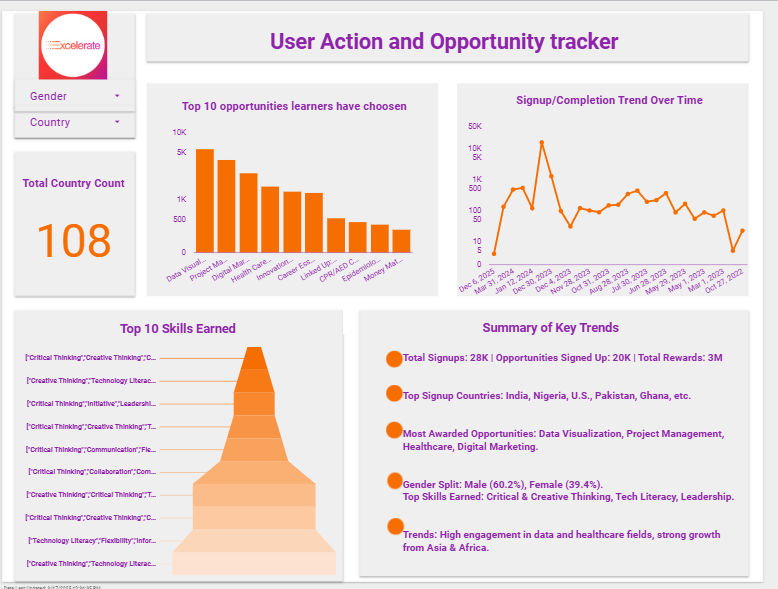 xcelerate
User Action and Opportunity tracker
Gender
Country
Total Country Count
108
Top 10 opportunities learners have choosen
10K
5K
1K
500
0
Data Visual...
Project Ma...
Digital Mar...
Health Care...
Innovation...
Career Ess...
Linked Up:...
CPR/AED C...
Epidemiolo...
Money Mat...
Signup/Completion Trend Over Time
50K
10K
5K
1K
500
100
50
10
5
0
Dec 6, 2025
Mar 31, 2024
Jan 12, 2024
Dec 30, 2023
Dec 4, 2023
Nov 28, 2023
Oct 31, 2023
Aug 28, 2023
Jul 30, 2023
Jun 28, 2023
May 29, 2023
May 1, 2023
Mar 1, 2023
Oct 27, 2022
Top 10 Skills Earned
["Critical Thinking","Creative Thinking","C...
["Creative Thinking","Technology Literac...
["Critical Thinking","Initiative","Leadershi...
["Critical Thinking","Creative Thinking","T...
["Critical Thinking","Communication","Fle...
["Critical Thinking","Collaboration","Com...
["Creative Thinking","Critical Thinking","T...
["Critical Thinking","Creative Thinking","C...
["Technology Literacy","Flexibility","Infor...
["Creative Thinking","Technology Literac...
Summary of Key Trends
Total Signups: 28K | Opportunities Signed Up: 20K | Total Rewards: 3M
Top Signup Countries: India, Nigeria, U.S., Pakistan, Ghana, etc.
Most Awarded Opportunities: Data Visualization, Project Management,
Healthcare, Digital Marketing.
Gender Split: Male (60.2%), Female (39.4%).
Top Skills Earned: Critical & Creative Thinking, Tech Literacy, Leadership.
Trends: High engagement in data and healthcare fields, strong growth
from Asia & Africa.